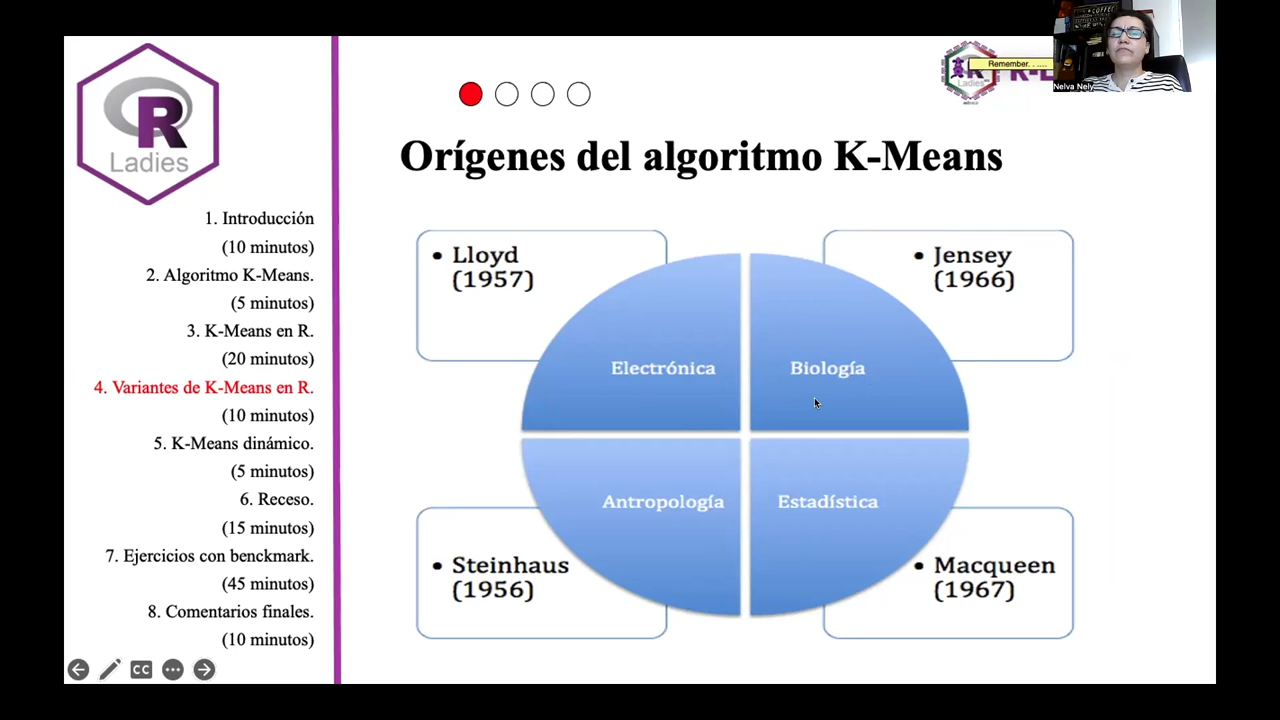 R
Ladies
1. Introducción
(10 minutos)
2. Algoritmo K-Means.
(5 minutos)
3. K-Means en R.
(20 minutos)
4. Variantes de K-Means en R.
(10 minutos)
5. K-Means dinámico.
(5 minutos)
6. Receso.
(15 minutos)
7. Ejercicios con benckmark.
(45 minutos)
8. Comentarios finales.
(10 minutos)
CC
Remember. . ....
Ladies
COFFEE
Nelva Nely
Orígenes del algoritmo K-Means
• Lloyd
(1957)
• Jensey
(1966)
Electrónica
Biología
Antropología
Estadística
• Steinhaus
(1956)
• Macqueen
(1967)